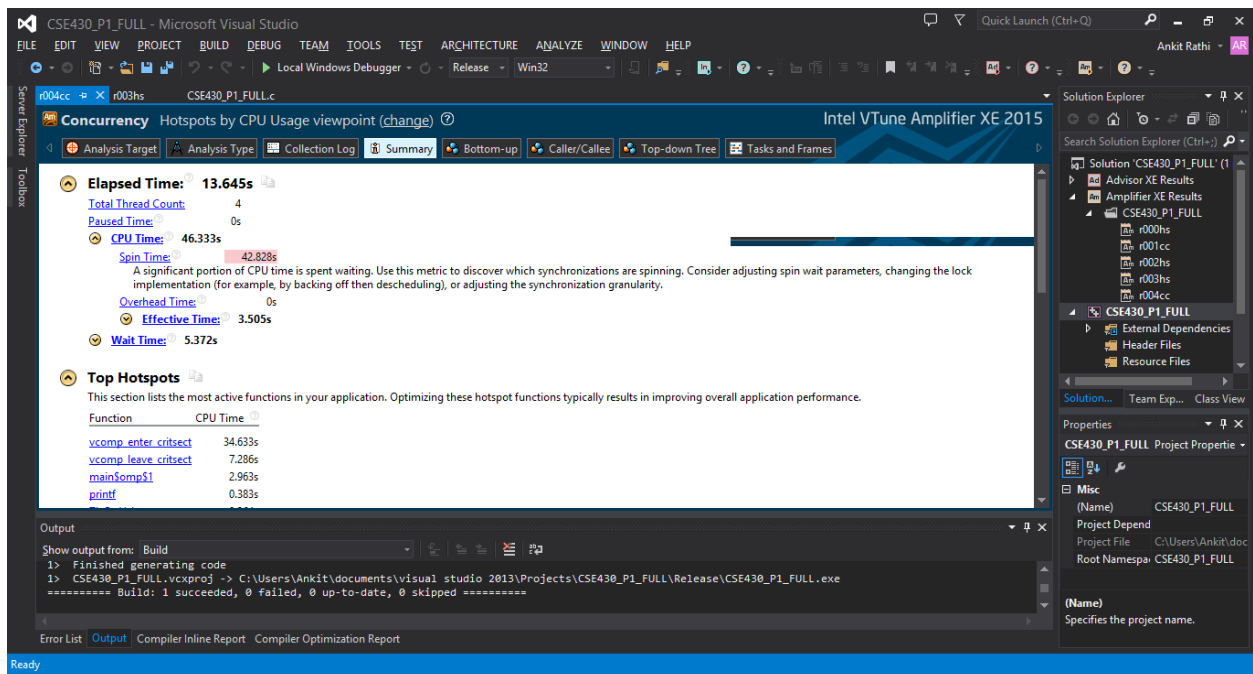 CSE430_P1_FULL - Microsoft Visual Studio
Quick Launch (Ctrl+Q)
FILE EDIT VIEW PROJECT BUILD DEBUG TEAM TOOLS TEST ARCHITECTURE ANALYZE WINDOW HELP
Ankit Rathi AR
Local Windows Debugger Release Win32
Server Explorer
Toolbox
r004cc r003hs CSE430_P1_FULL.c
Am Concurrency Hotspots by CPU Usage viewpoint (change)
Intel VTune Amplifier XE 2015
Analysis Target Analysis Type Collection Log Summary Bottom-up Caller/Callee Top-down Tree Tasks and Frames
Elapsed Time: 13.645s
Total Thread Count: 4
Paused Time: 0s
CPU Time: 46.333s
Spin Time: 42.828s
A significant portion of CPU time is spent waiting. Use this metric to discover which synchronizations are spinning. Consider adjusting spin wait parameters, changing the lock
implementation (for example, by backing off then descheduling), or adjusting the synchronization granularity.
Overhead Time: 0s
Effective Time: 3.505s
Wait Time: 5.372s
Top Hotspots
This section lists the most active functions in your application. Optimizing these hotspot functions typically results in improving overall application performance.
Function CPU Time
vcomp_enter_critsect 34.633s
vcomp_leave_critsect 7.286s
main$omp$1 2.963s
printf 0.383s
Output
Show output from: Build
1> Finished generating code
1> CSE430_P1_FULL.vcxproj -> C:\Users\Ankit\documents\visual studio 2013\Projects\CSE430_P1_FULL\Release\CSE430_P1_FULL.exe
========== Build: 1 succeeded, 0 failed, 0 up-to-date, 0 skipped ==========
Error List Output Compiler Inline Report Compiler Optimization Report
Ready
Solution Explorer
Search Solution Explorer (Ctrl+;)
Solution 'CSE430_P1_FULL' (1
Ad Advisor XE Results
Am Amplifier XE Results
CSE430_P1_FULL
Am r000hs
Am r001cc
Am r002hs
Am r003hs
Am r004cc
CSE430_P1_FULL
External Dependencies
Header Files
Resource Files
Solution... Team Exp... Class View
Properties
CSE430_P1_FULL Project Propertie
Misc
(Name) CSE430_P1_FULL
Project Depend
Project File C:\Users\Ankit\doc
Root Namespa CSE430_P1_FULL
(Name)
Specifies the project name.